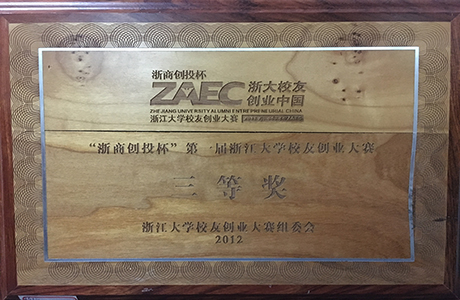 浙商创投杯
ZAEC 浙大校友
创业中国
ZHEJIANG UNIVERSITY ALUMNI ENTREPRENEURIAL CHINA
浙江大学校友创业大赛
“浙商创投杯”第一届浙江大学校友创业大赛
三等奖
浙江大学校友创业大赛组委会
2012